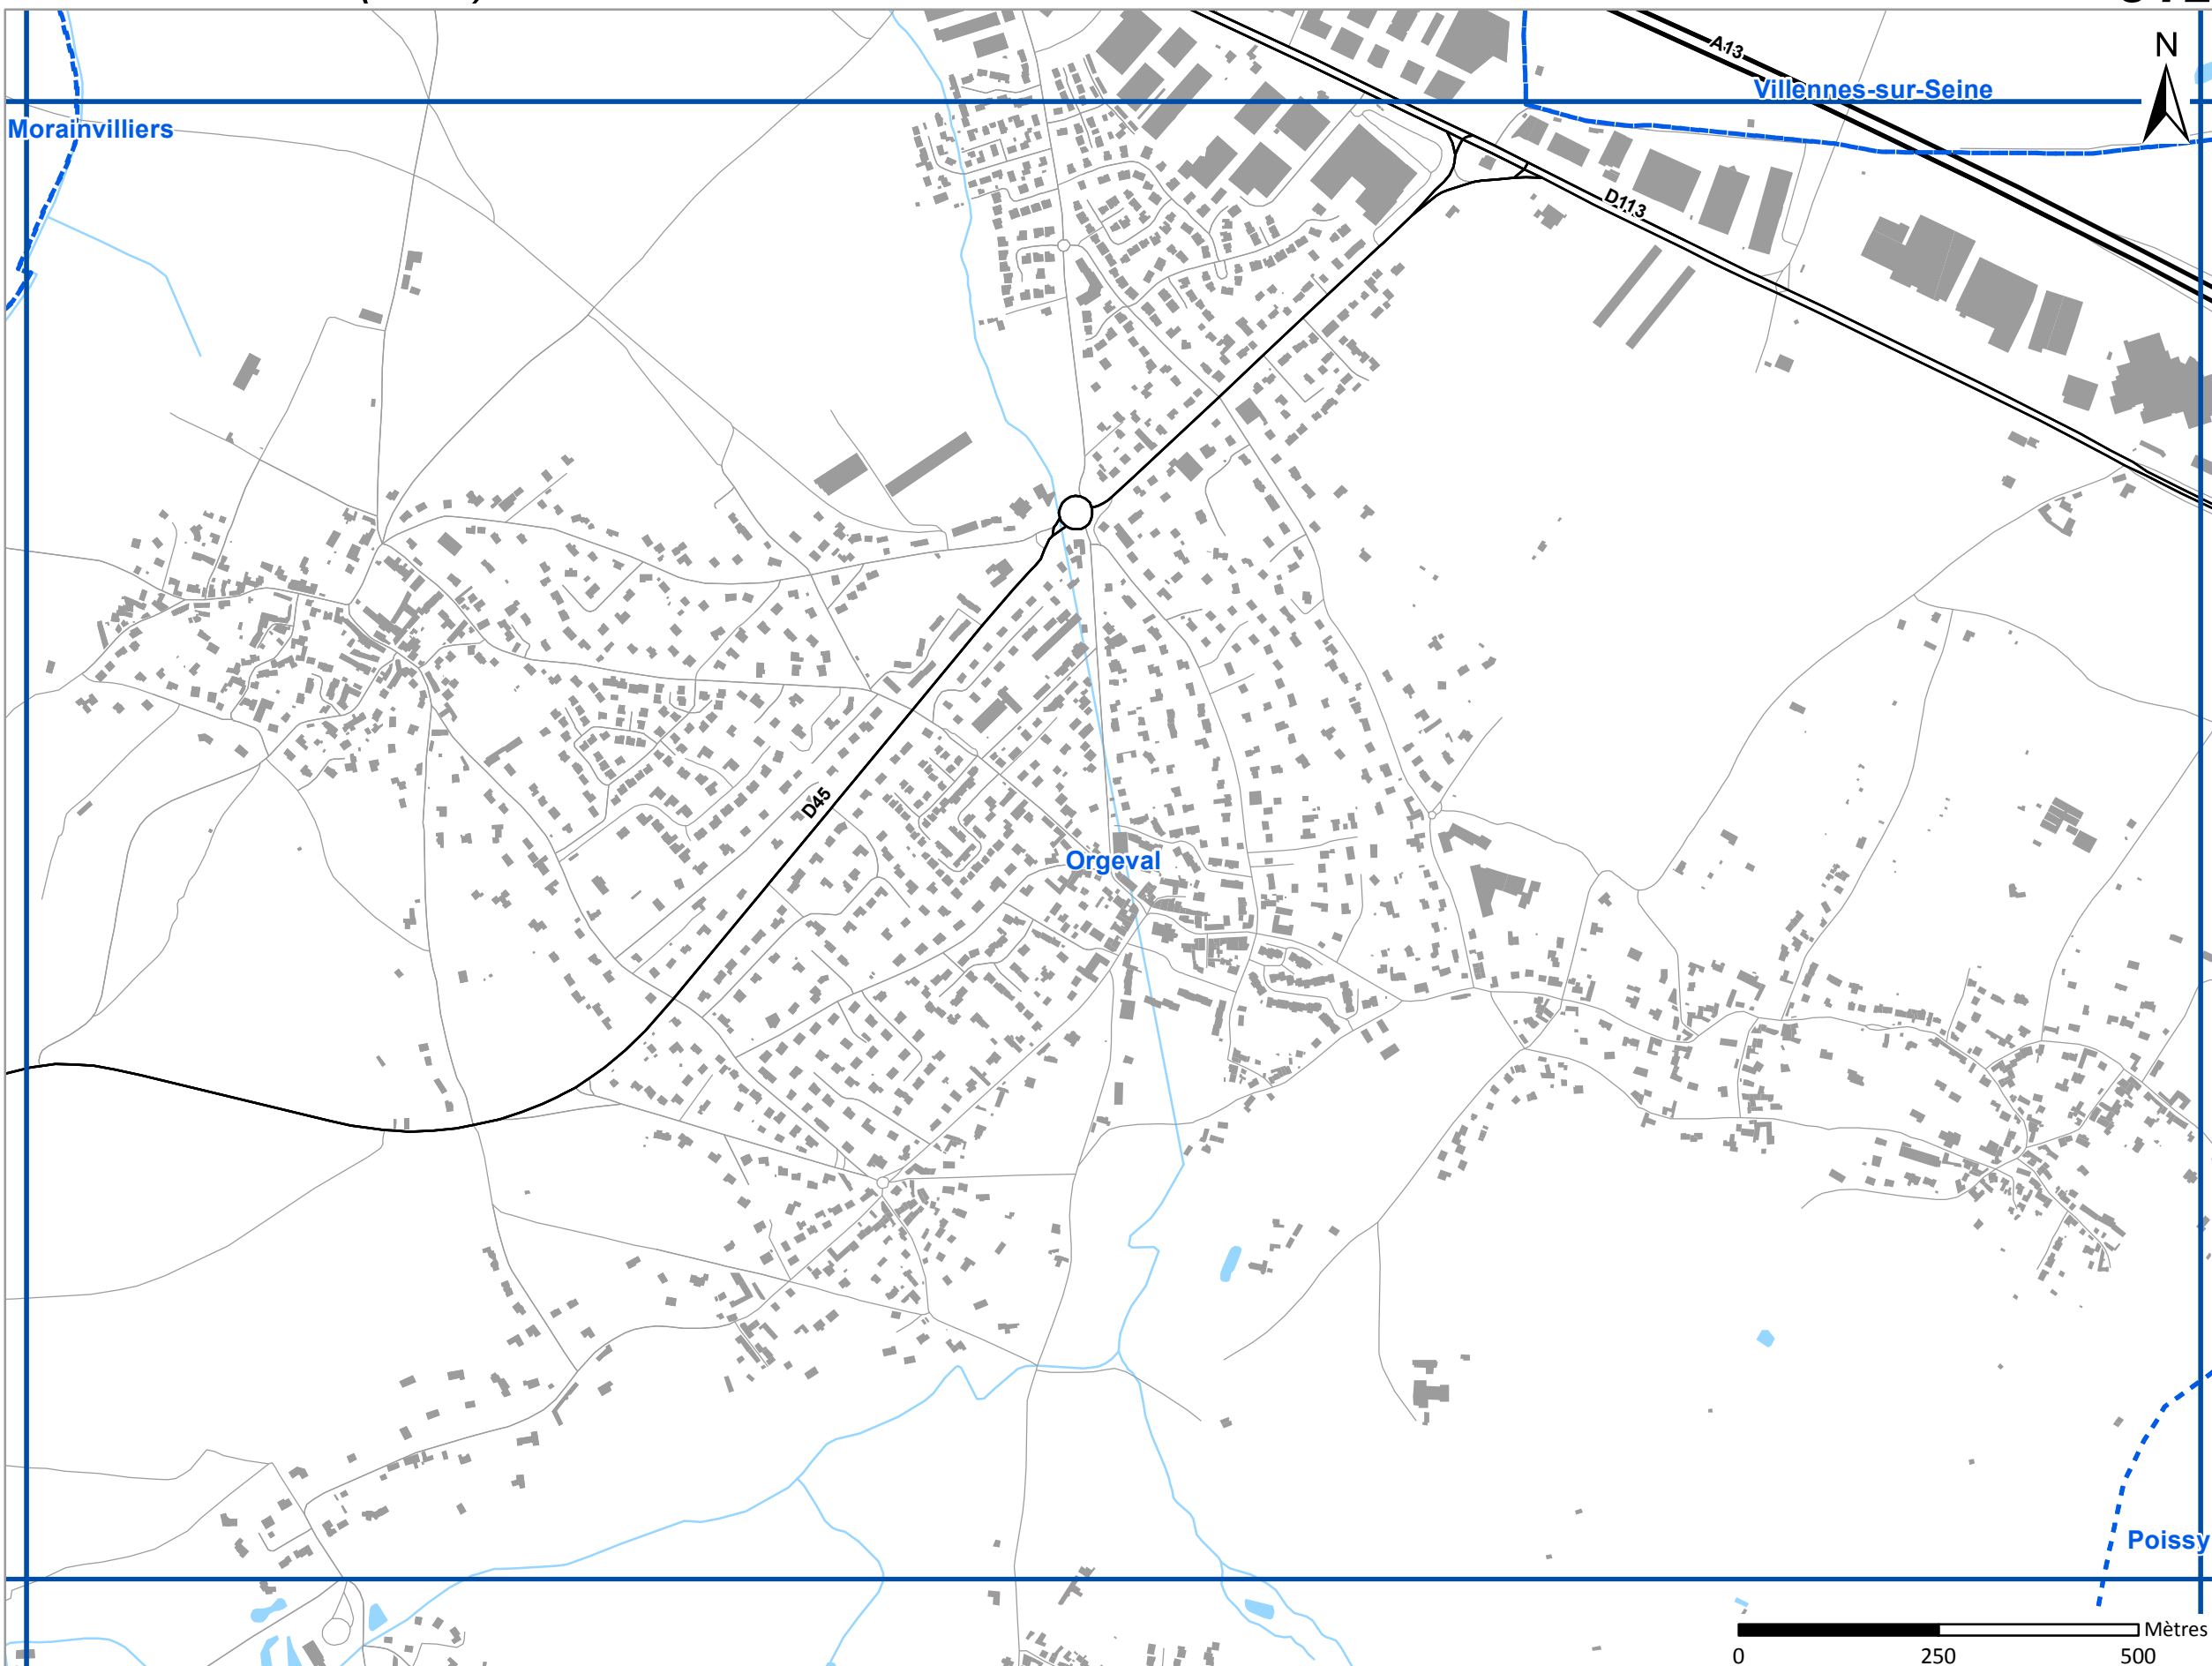 A13
N
Villennes-sur-Seine
Morainvilliers
D113
D45
Orgeval
Poissy
Mètres
0 250 500